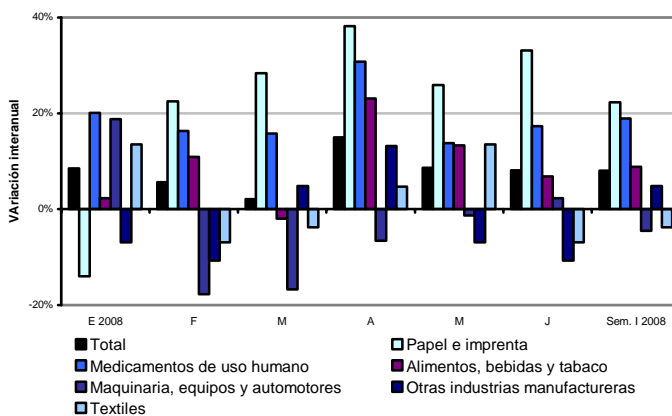 40%
20%
0%
-20%
VAriación interanual
E 2008 F M A M J Sem. I 2008
Total Papel e imprenta
Medicamentos de uso humano Alimentos, bebidas y tabaco
Maquinaria, equipos y automotores Otras industrias manufactureras
Textiles